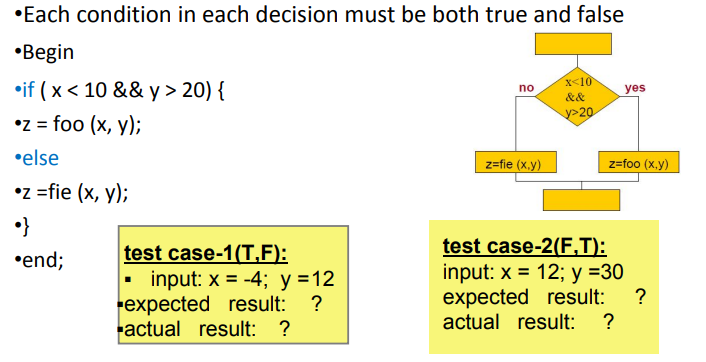 •Each condition in each decision must be both true and false
•Begin
•if ( x < 10 && y > 20) {
•z = foo (x, y);
•else
•z =fie (x, y);
•}
•end;
no
x<10
&&
y>20
yes
z=fie (x,y)
z=foo (x,y)
test case-1(T,F):
▪ input: x = -4; y =12
▪expected result: ?
▪actual result: ?
test case-2(F,T):
input: x = 12; y =30
expected result: ?
actual result: ?